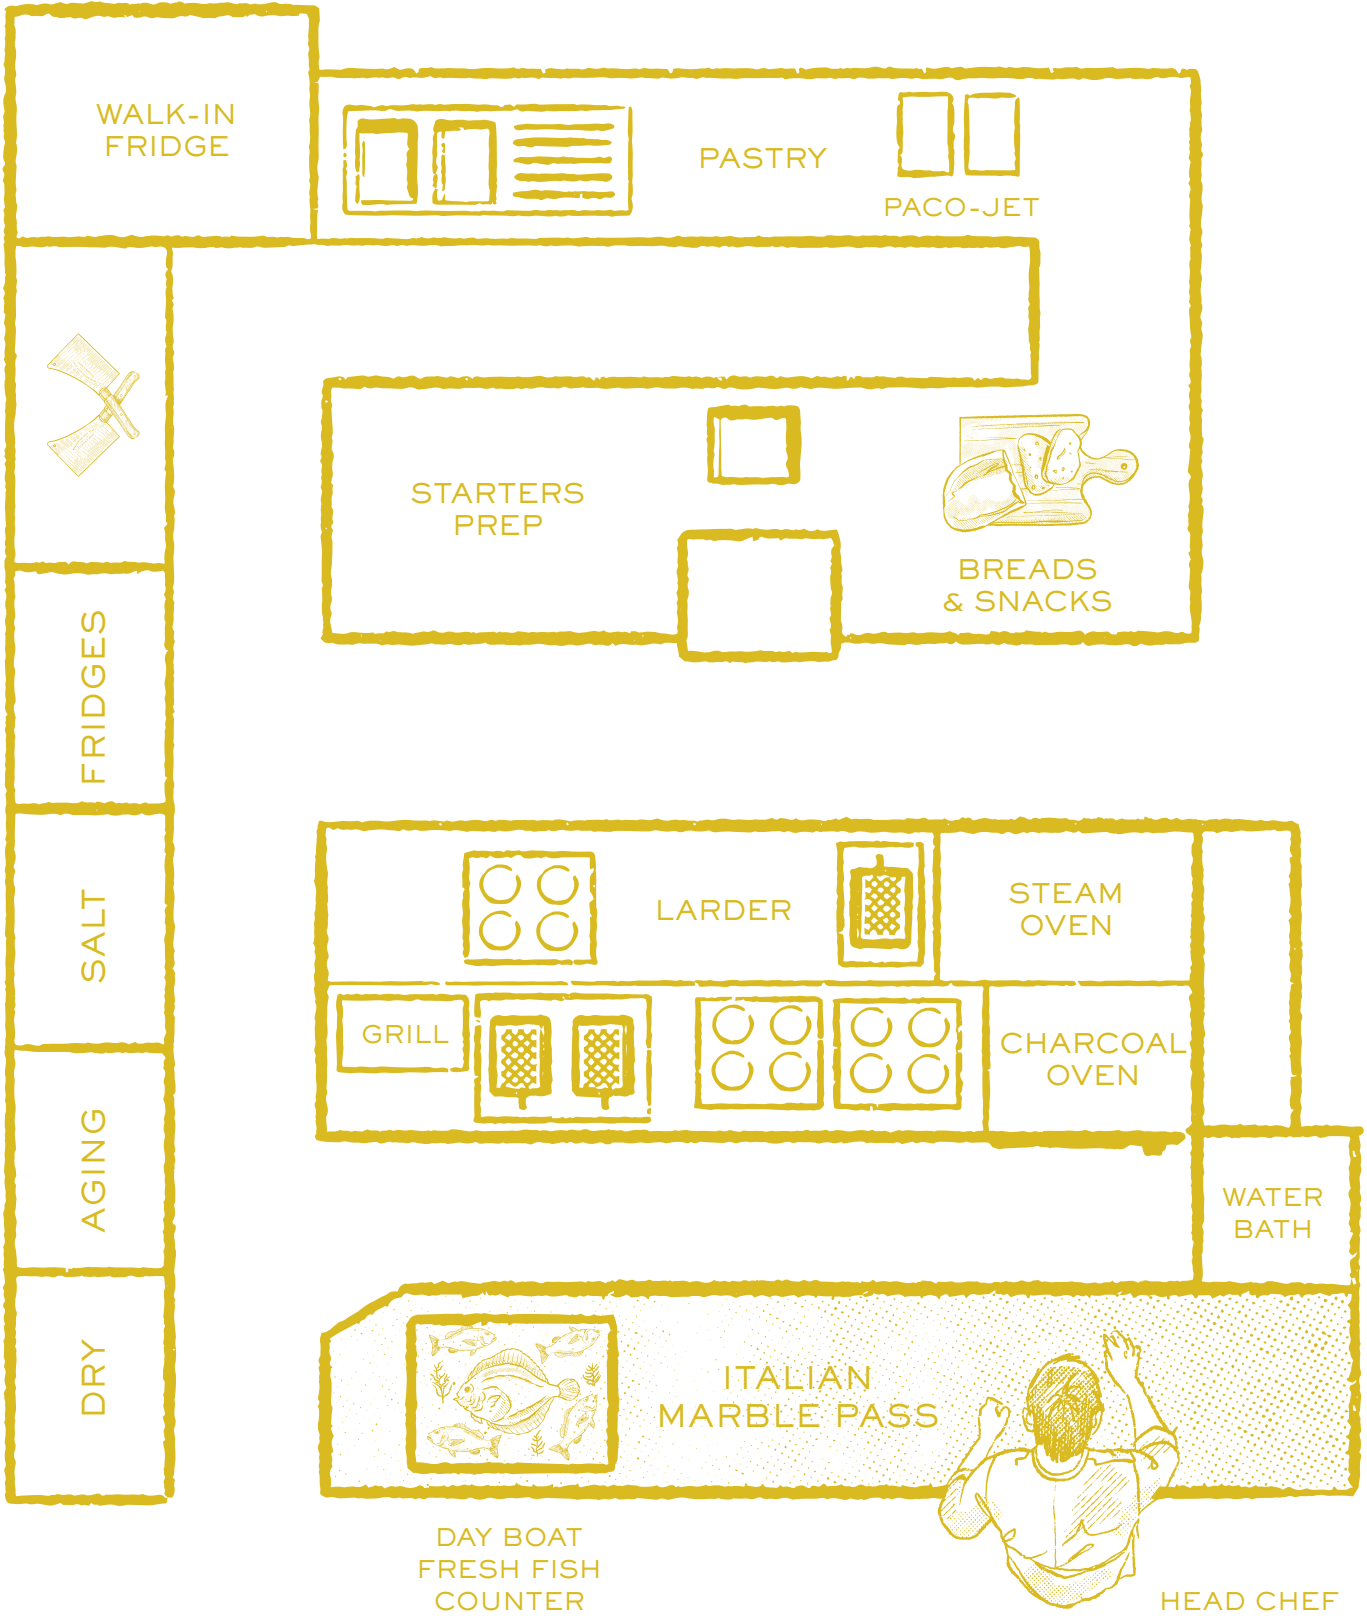 WALK-IN
FRIDGE
PASTRY
PACO-JET
STARTERS
PREP
BREADS
& SNACKS
FRIDGES
SALT
AGING
DRY
LARDER
STEAM
OVEN
GRILL
CHARCOAL
OVEN
WATER
BATH
ITALIAN
MARBLE PASS
DAY BOAT
FRESH FISH
COUNTER
HEAD CHEF